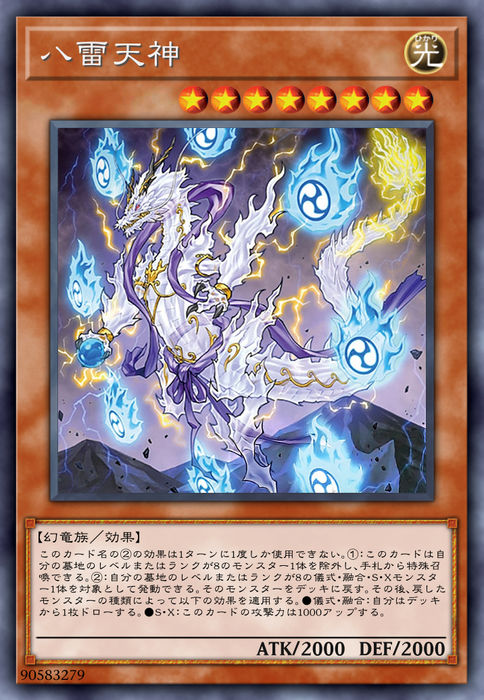 八雷天神
ひかり
光
【幻竜族/効果】
このカード名の②の効果は1ターンに1度しか使用できない。①:このカードは自
分の墓地のレベルまたはランクが8のモンスター1体を除外し、手札から特殊召
喚できる。②:自分の墓地のレベルまたはランクが8の儀式・融合・S・Xモンスタ
ー1体を対象として発動できる。そのモンスターをデッキに戻す。その後、戻した
モンスターの種類によって以下の効果を適用する。●儀式・融合:自分はデッキ
から1枚ドローする。●S・X:このカードの攻撃力は1000アップする。
ATK/2000 DEF/2000
90583279